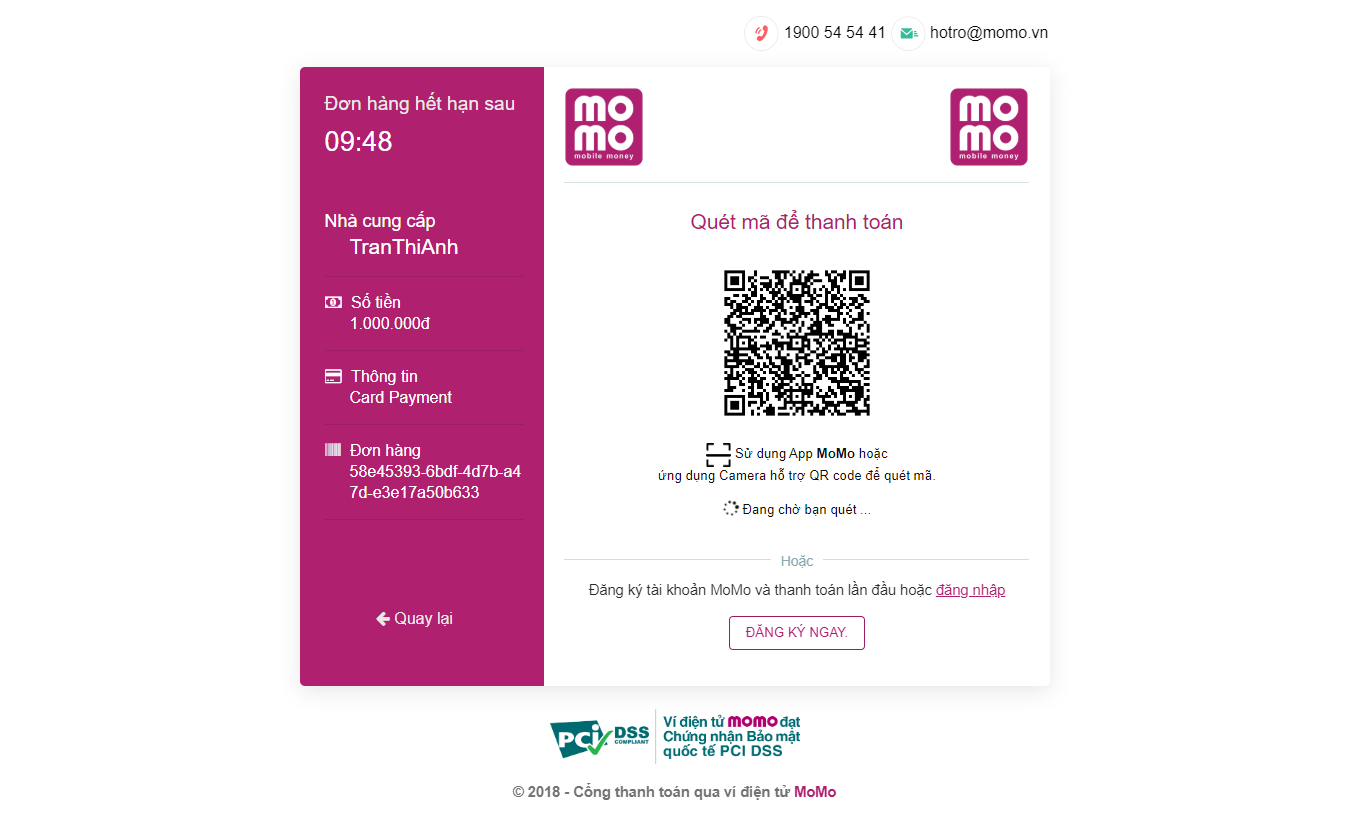 1900 54 54 41 hotro@momo.vn
Đơn hàng hết hạn sau
09:48
Nhà cung cấp
TranThiAnh
Số tiền
1.000.000đ
Thông tin
Card Payment
Đơn hàng
58e45393-6bdf-4d7b-a4
7d-e3e17a50b633
Quay lại
mo
mo
mobile money
mo
mo
mobile money
Quét mã để thanh toán
Sử dụng App MoMo hoặc
ứng dụng Camera hỗ trợ QR code để quét mã.
Đang chờ bạn quét ...
Hoặc
Đăng ký tài khoản MoMo và thanh toán lần đầu hoặc đăng nhập
ĐĂNG KÝ NGAY.
PCI DSS
COMPLIANT
Ví điện tử momo đạt
Chứng nhận Bảo mật
quốc tế PCI DSS
© 2018 - Cổng thanh toán qua ví điện tử MoMo